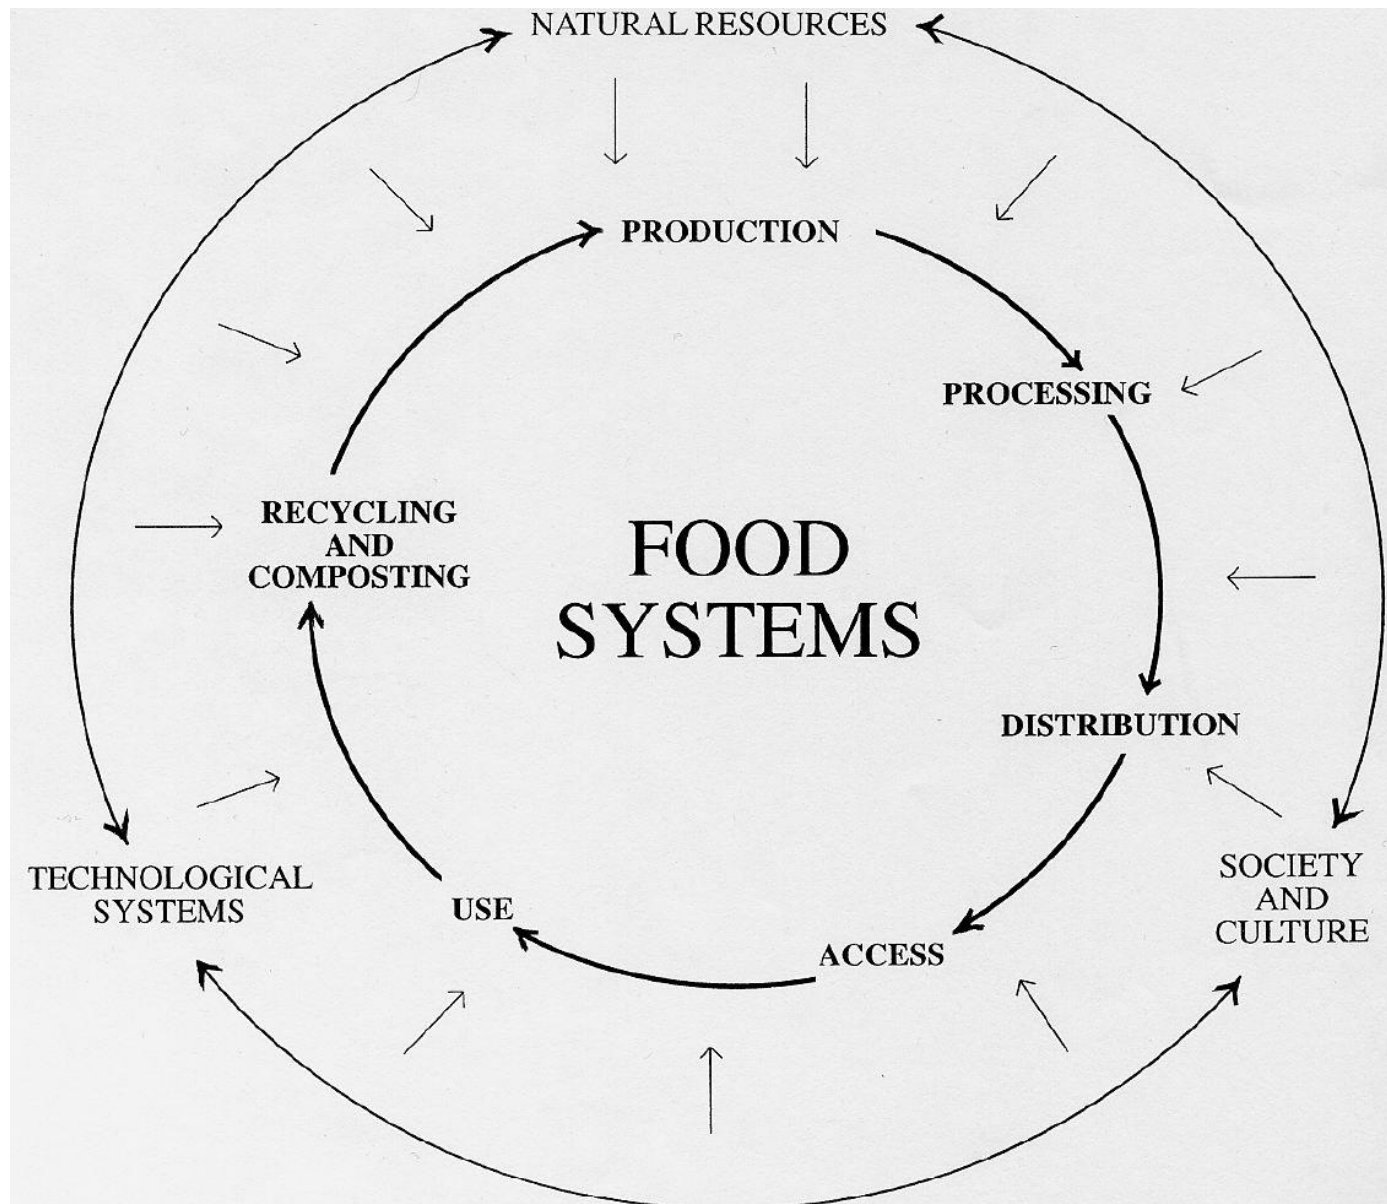 NATURAL RESOURCES
PRODUCTION
PROCESSING
RECYCLING
AND
COMPOSTING
FOOD
SYSTEMS
DISTRIBUTION
TECHNOLOGICAL
SYSTEMS
SOCIETY
AND
CULTURE
USE
ACCESS